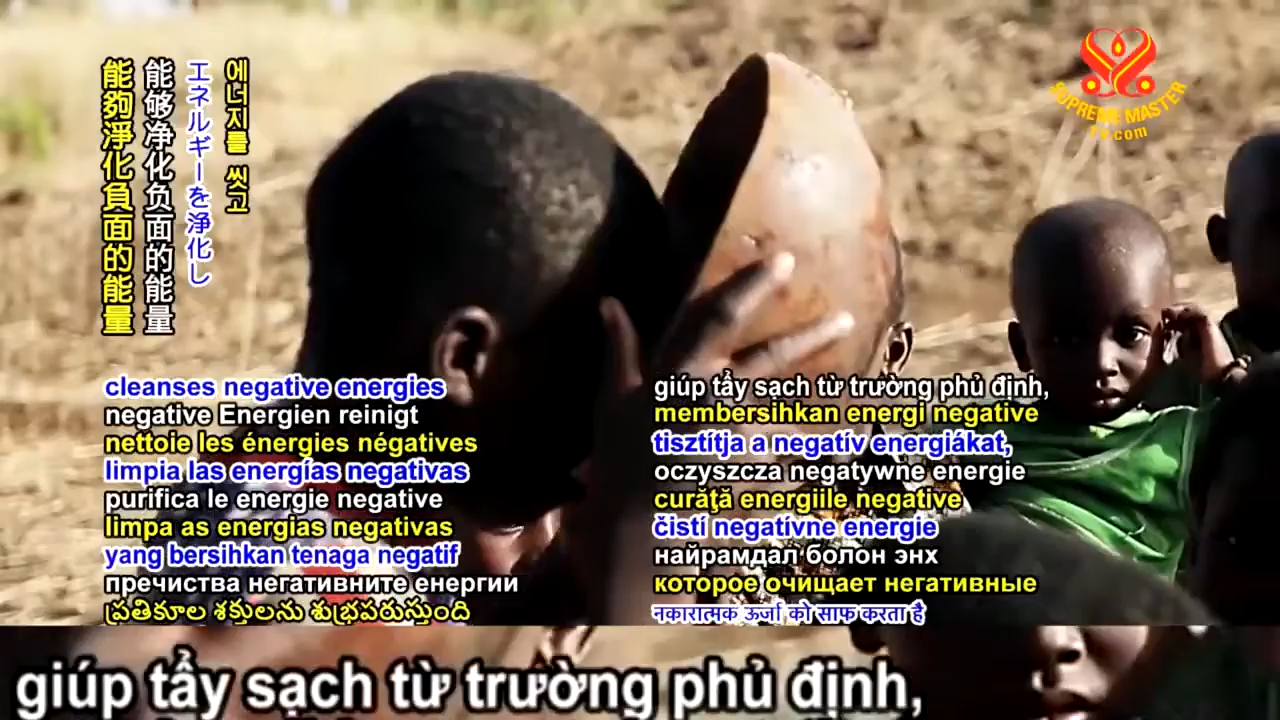 能夠淨化負面的能量
能够净化负面的能量
エネルギーを浄化し
에너지를 씻고
SUPREME MASTER
TV.com
cleanses negative energies
negative Energien reinigt
nettoie les énergies négatives
limpia las energías negativas
purifica le energie negative
limpa as energias negativas
yang bersihkan tenaga negatif
пречиства негативните енергии
ప్రతికూల శక్తులను శుభ్రపరుస్తుంది
giúp tẩy sạch từ trường phủ định,
membersihkan energi negative
tisztítja a negatív energiákat,
oczyszcza negatywne energie
curăţă energiile negative
čistí negatívne energie
найрамдал болон энх
которое очищает негативные
नकारात्मक ऊर्जा को साफ करता है
giúp tẩy sạch từ trường phủ định,